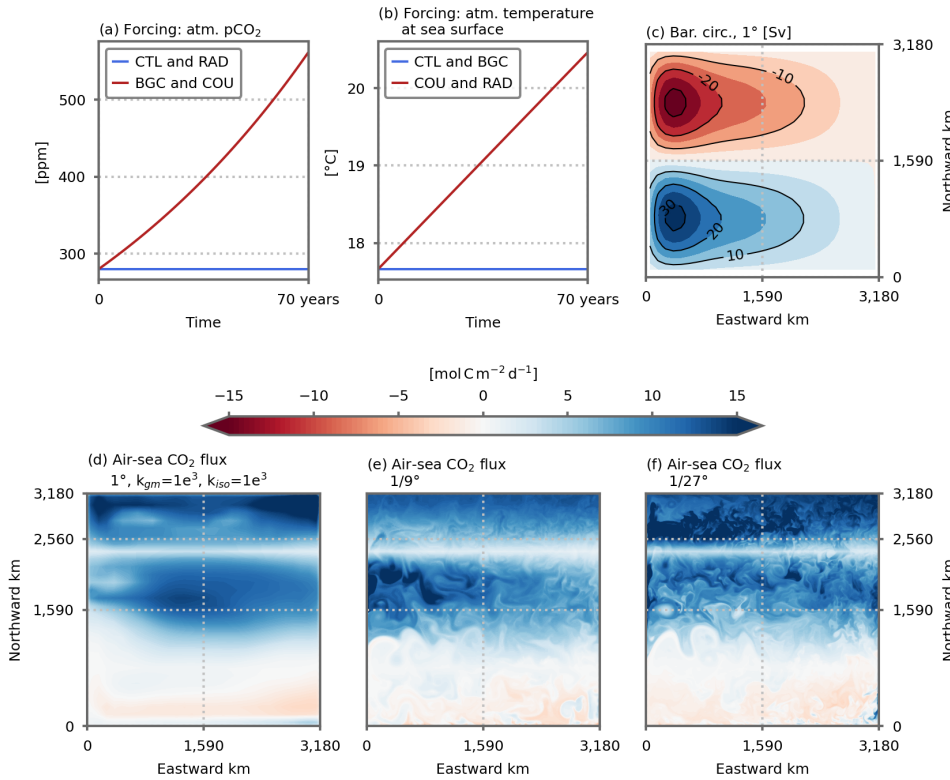 (a) Forcing: atm. pCO₂
(b) Forcing: atm. temperature
at sea surface
(c) Bar. circ., 1° [Sv]
CTL and RAD
BGC and COU
500
400
300
[ppm]
0
70 years
Time
CTL and BGC
COU and RAD
20
19
18
[°C]
0
70 years
Time
-20
-10
30
20
10
3,180
1,590
0
Northward km
0
1,590
3,180
Eastward km
[mol C m⁻² d⁻¹]
−15
−10
−5
0
5
10
15
(d) Air-sea CO₂ flux
1°, k_gm=1e³, k_iso=1e³
(e) Air-sea CO₂ flux
1/9°
(f) Air-sea CO₂ flux
1/27°
3,180
2,560
1,590
0
Northward km
0
1,590
3,180
Eastward km
0
1,590
3,180
Eastward km
3,180
2,560
1,590
0
Northward km
0
1,590
3,180
Eastward km